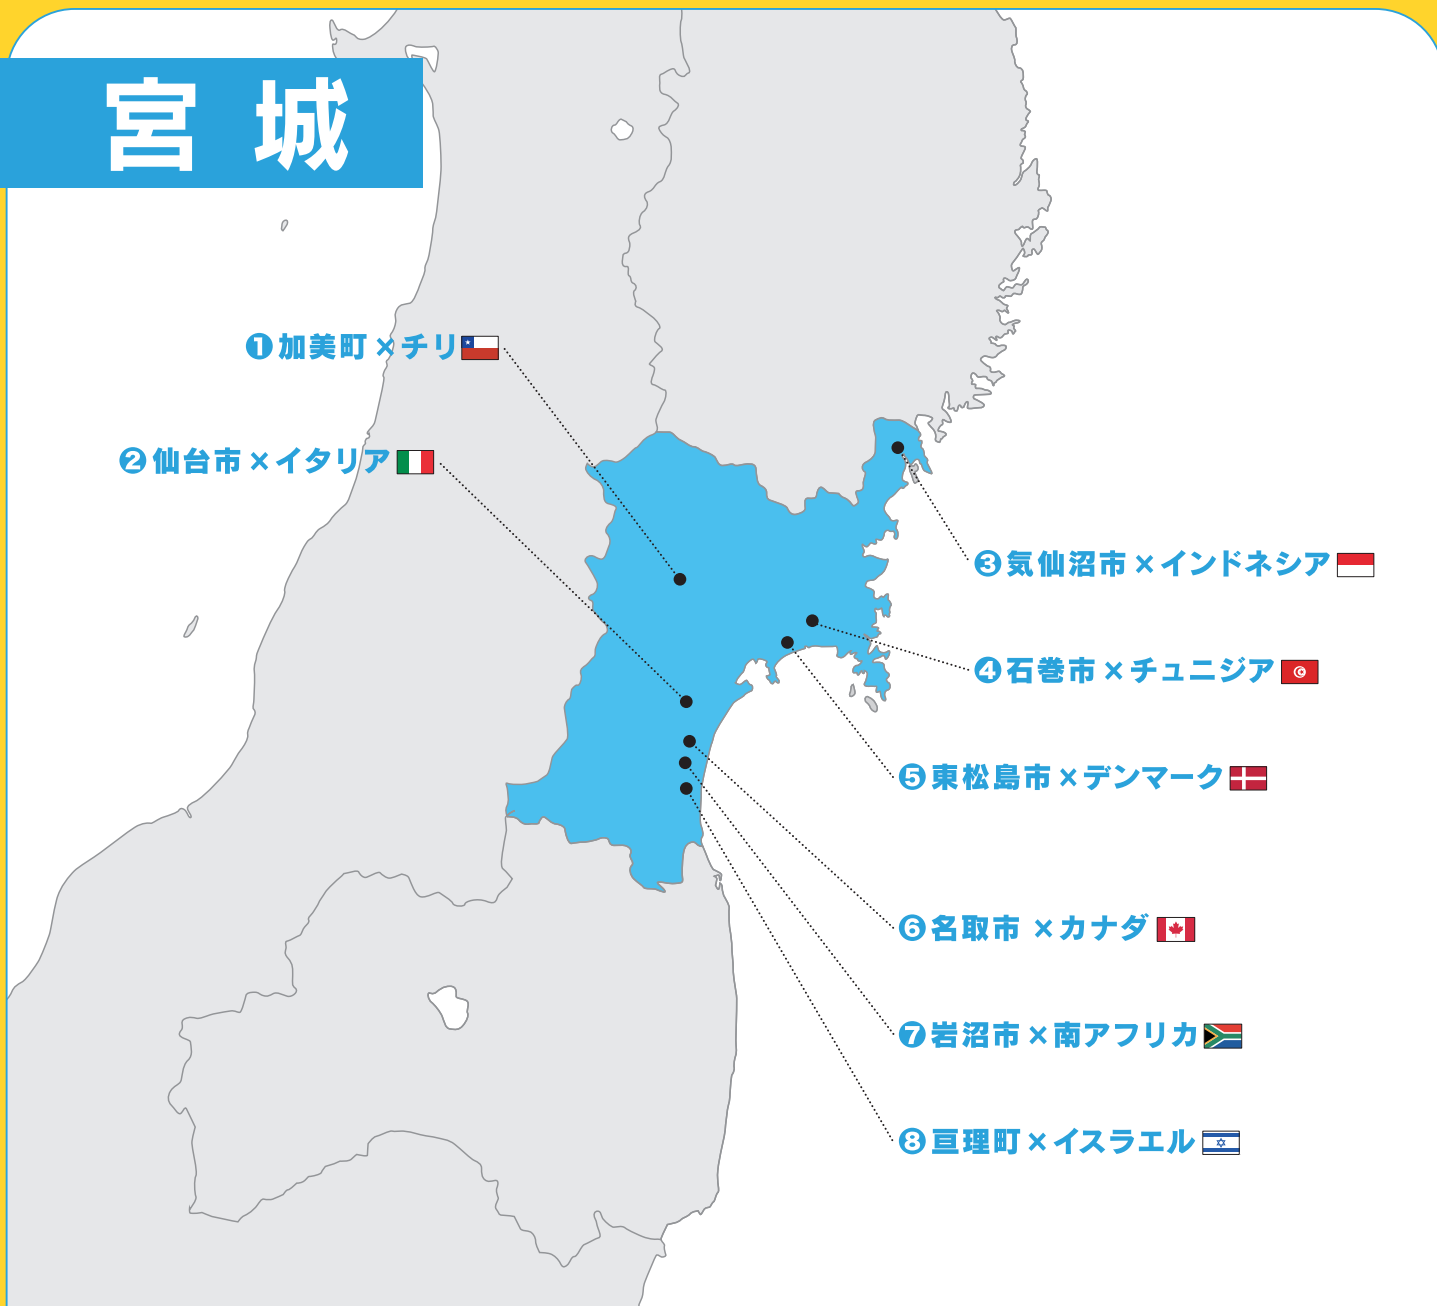 宮城
❶加美町×チリ
❷仙台市×イタリア
❸気仙沼市×インドネシア
❹石巻市×チュニジア
❺東松島市×デンマーク
❻名取市×カナダ
❼岩沼市×南アフリカ
❽亘理町×イスラエル